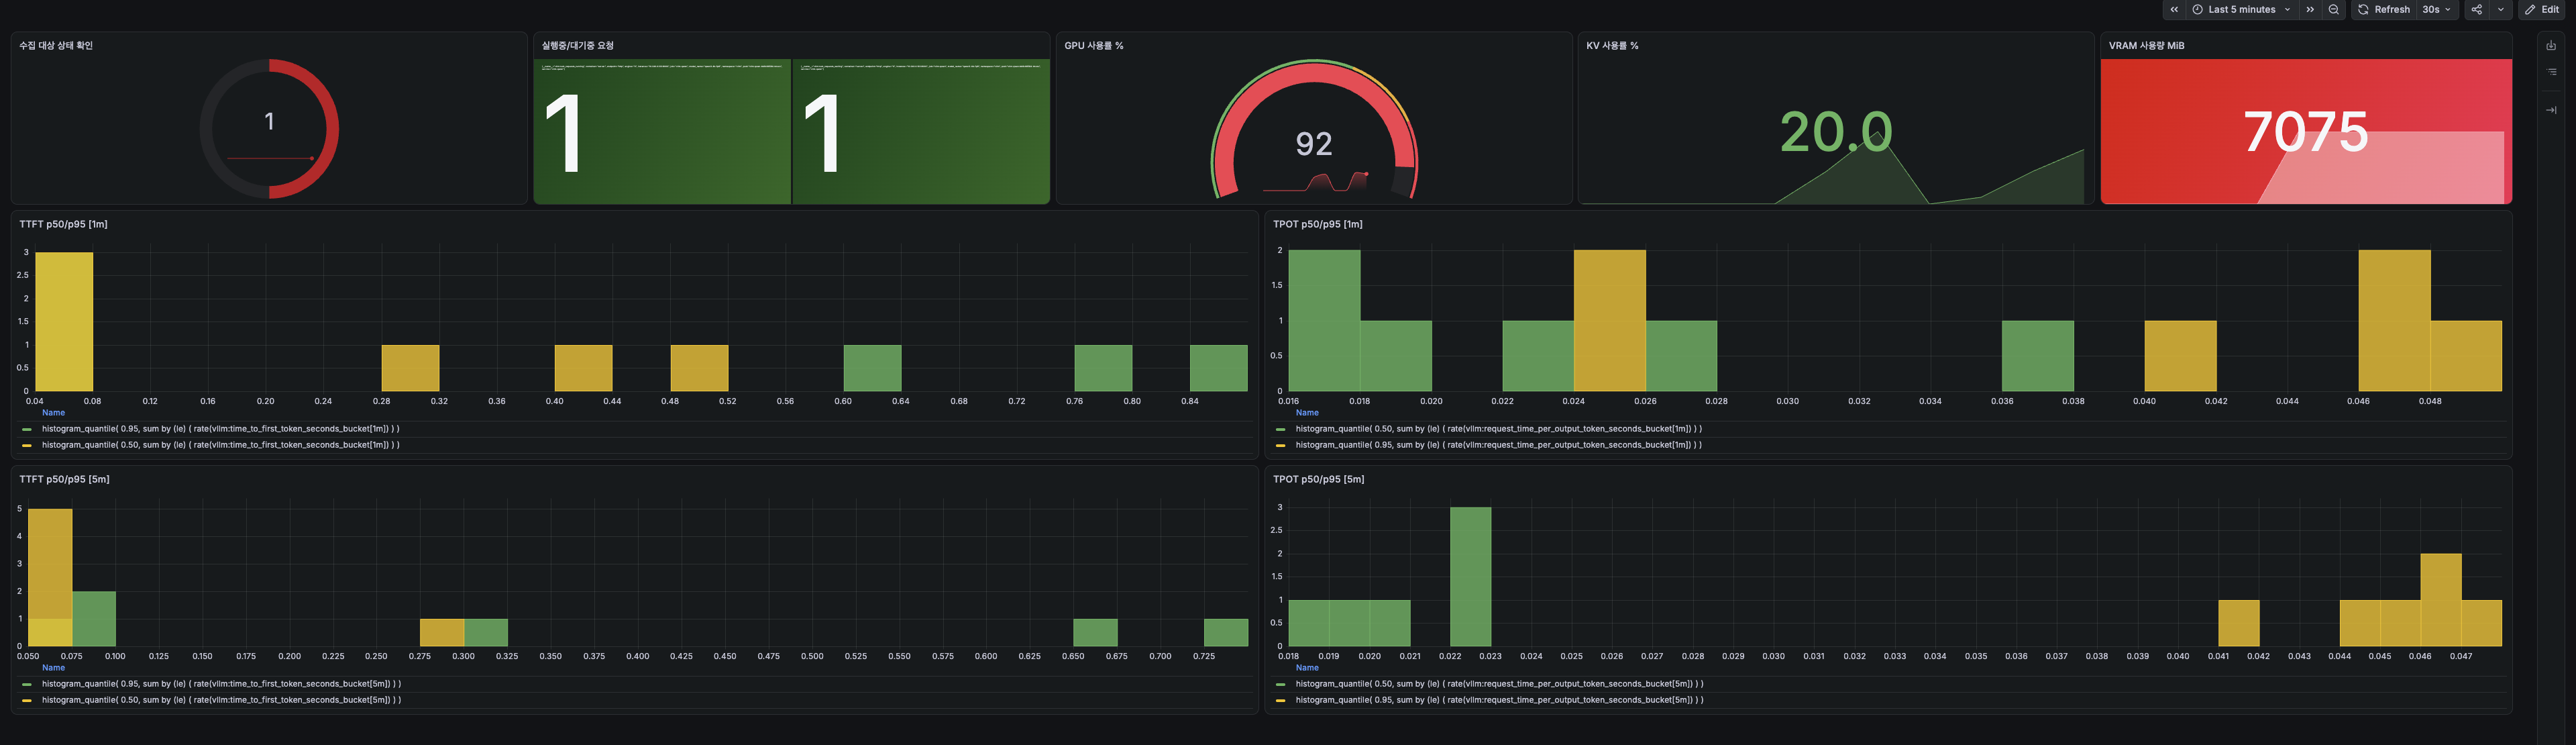 Last 5 minutes
Refresh
30s
Edit
수집 대상 상태 확인
1
실행중/대기중 요청
1
1
GPU 사용률 %
92
KV 사용률 %
20.0
VRAM 사용량 MiB
7075
TTFT p50/p95 [1m]
3
2.5
2
1.5
1
0.5
0
0.04 0.08 0.12 0.16 0.20 0.24 0.28 0.32 0.36 0.40 0.44 0.48 0.52 0.56 0.60 0.64 0.68 0.72 0.76 0.80 0.84
Name
histogram_quantile( 0.95, sum by (le) ( rate(vllm:time_to_first_token_seconds_bucket[1m]) ) )
histogram_quantile( 0.50, sum by (le) ( rate(vllm:time_to_first_token_seconds_bucket[1m]) ) )
TPOT p50/p95 [1m]
2
1.5
1
0.5
0
0.016 0.018 0.020 0.022 0.024 0.026 0.028 0.030 0.032 0.034 0.036 0.038 0.040 0.042 0.044 0.046 0.048
Name
histogram_quantile( 0.50, sum by (le) ( rate(vllm:request_time_per_output_token_seconds_bucket[1m]) ) )
histogram_quantile( 0.95, sum by (le) ( rate(vllm:request_time_per_output_token_seconds_bucket[1m]) ) )
TTFT p50/p95 [5m]
5
4
3
2
1
0
0.050 0.075 0.100 0.125 0.150 0.175 0.200 0.225 0.250 0.275 0.300 0.325 0.350 0.375 0.400 0.425 0.450 0.475 0.500 0.525 0.550 0.575 0.600 0.625 0.650 0.675 0.700 0.725
Name
histogram_quantile( 0.95, sum by (le) ( rate(vllm:time_to_first_token_seconds_bucket[5m]) ) )
histogram_quantile( 0.50, sum by (le) ( rate(vllm:time_to_first_token_seconds_bucket[5m]) ) )
TPOT p50/p95 [5m]
3
2.5
2
1.5
1
0.5
0
0.018 0.019 0.020 0.021 0.022 0.023 0.024 0.025 0.026 0.027 0.028 0.029 0.030 0.031 0.032 0.033 0.034 0.035 0.036 0.037 0.038 0.039 0.040 0.041 0.042 0.043 0.044 0.045 0.046 0.047
Name
histogram_quantile( 0.50, sum by (le) ( rate(vllm:request_time_per_output_token_seconds_bucket[5m]) ) )
histogram_quantile( 0.95, sum by (le) ( rate(vllm:request_time_per_output_token_seconds_bucket[5m]) ) )